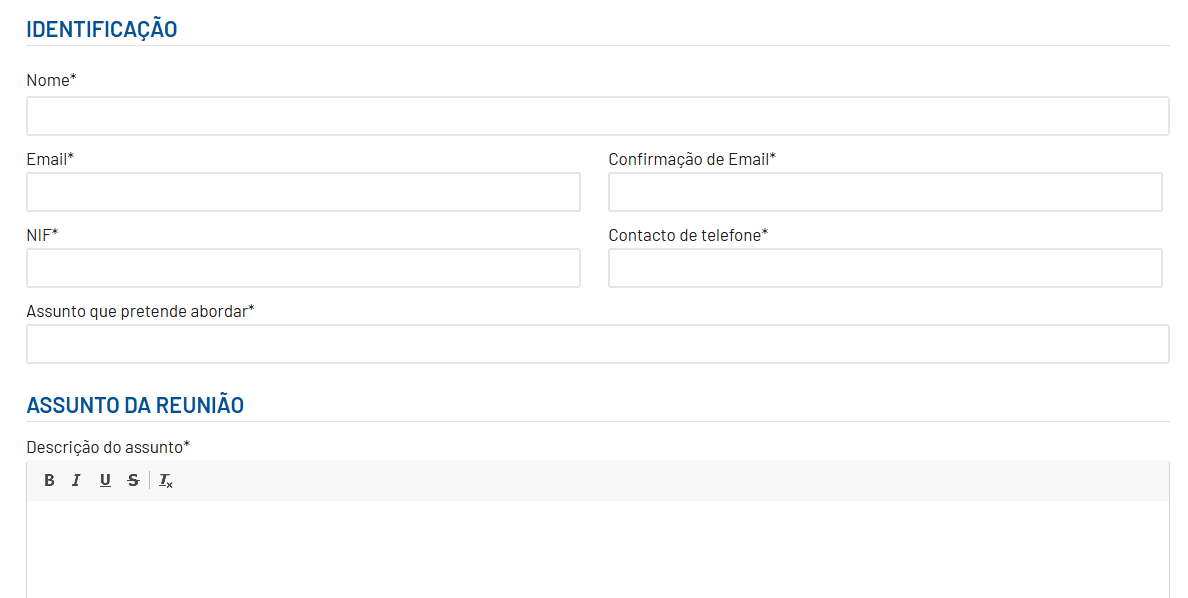 IDENTIFICAÇÃO
Nome*
Email*
Confirmação de Email*
NIF*
Contacto de telefone*
Assunto que pretende abordar*
ASSUNTO DA REUNIÃO
Descrição do assunto*
B I U S Tx